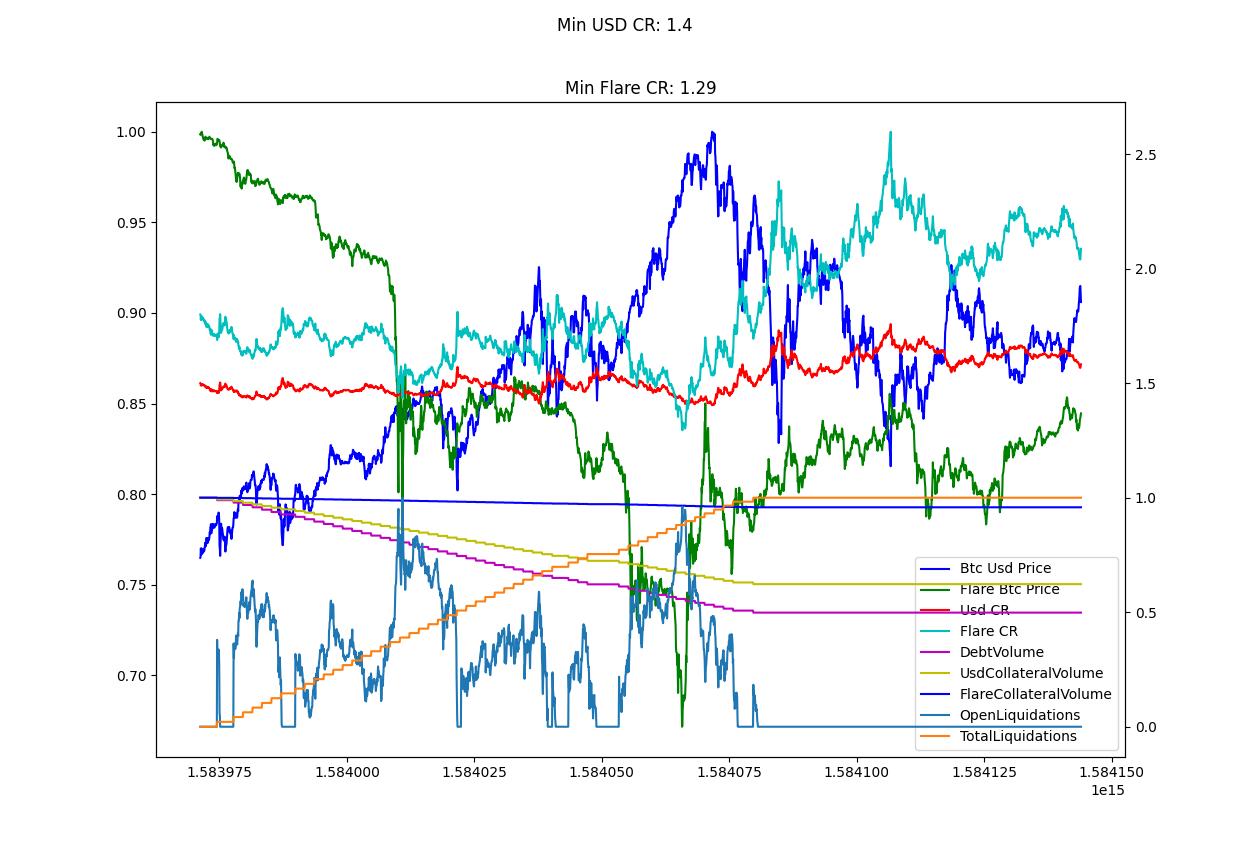 Min USD CR: 1.4
Min Flare CR: 1.29
1.00
0.95
0.90
0.85
0.80
0.75
0.70
2.5
2.0
1.5
1.0
0.5
0.0
Btc Usd Price
Flare Btc Price
Usd CR
Flare CR
DebtVolume
UsdCollateralVolume
FlareCollateralVolume
OpenLiquidations
TotalLiquidations
1.583975 1.584000 1.584025 1.584050 1.584075 1.584100 1.584125 1.584150
1e15